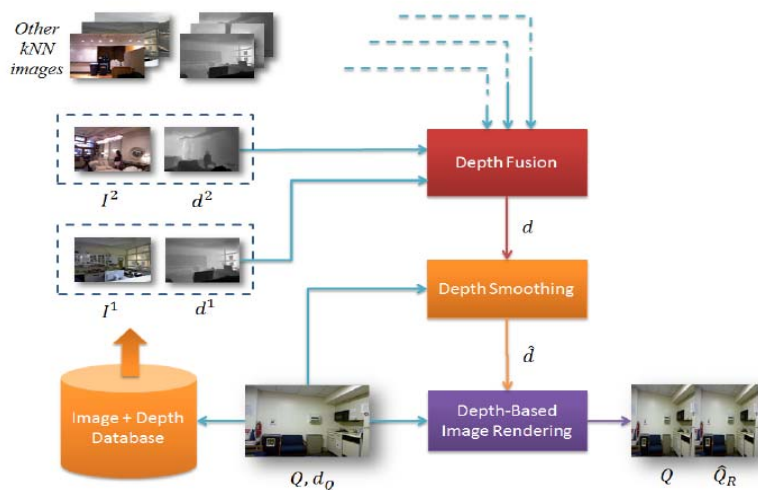 Other
kNN
images
Depth Fusion
I² d²
d
Depth Smoothing
I¹ d¹
d̂
Image + Depth
Database
Depth-Based
Image Rendering
Q, d_Q
Q Q̂_R